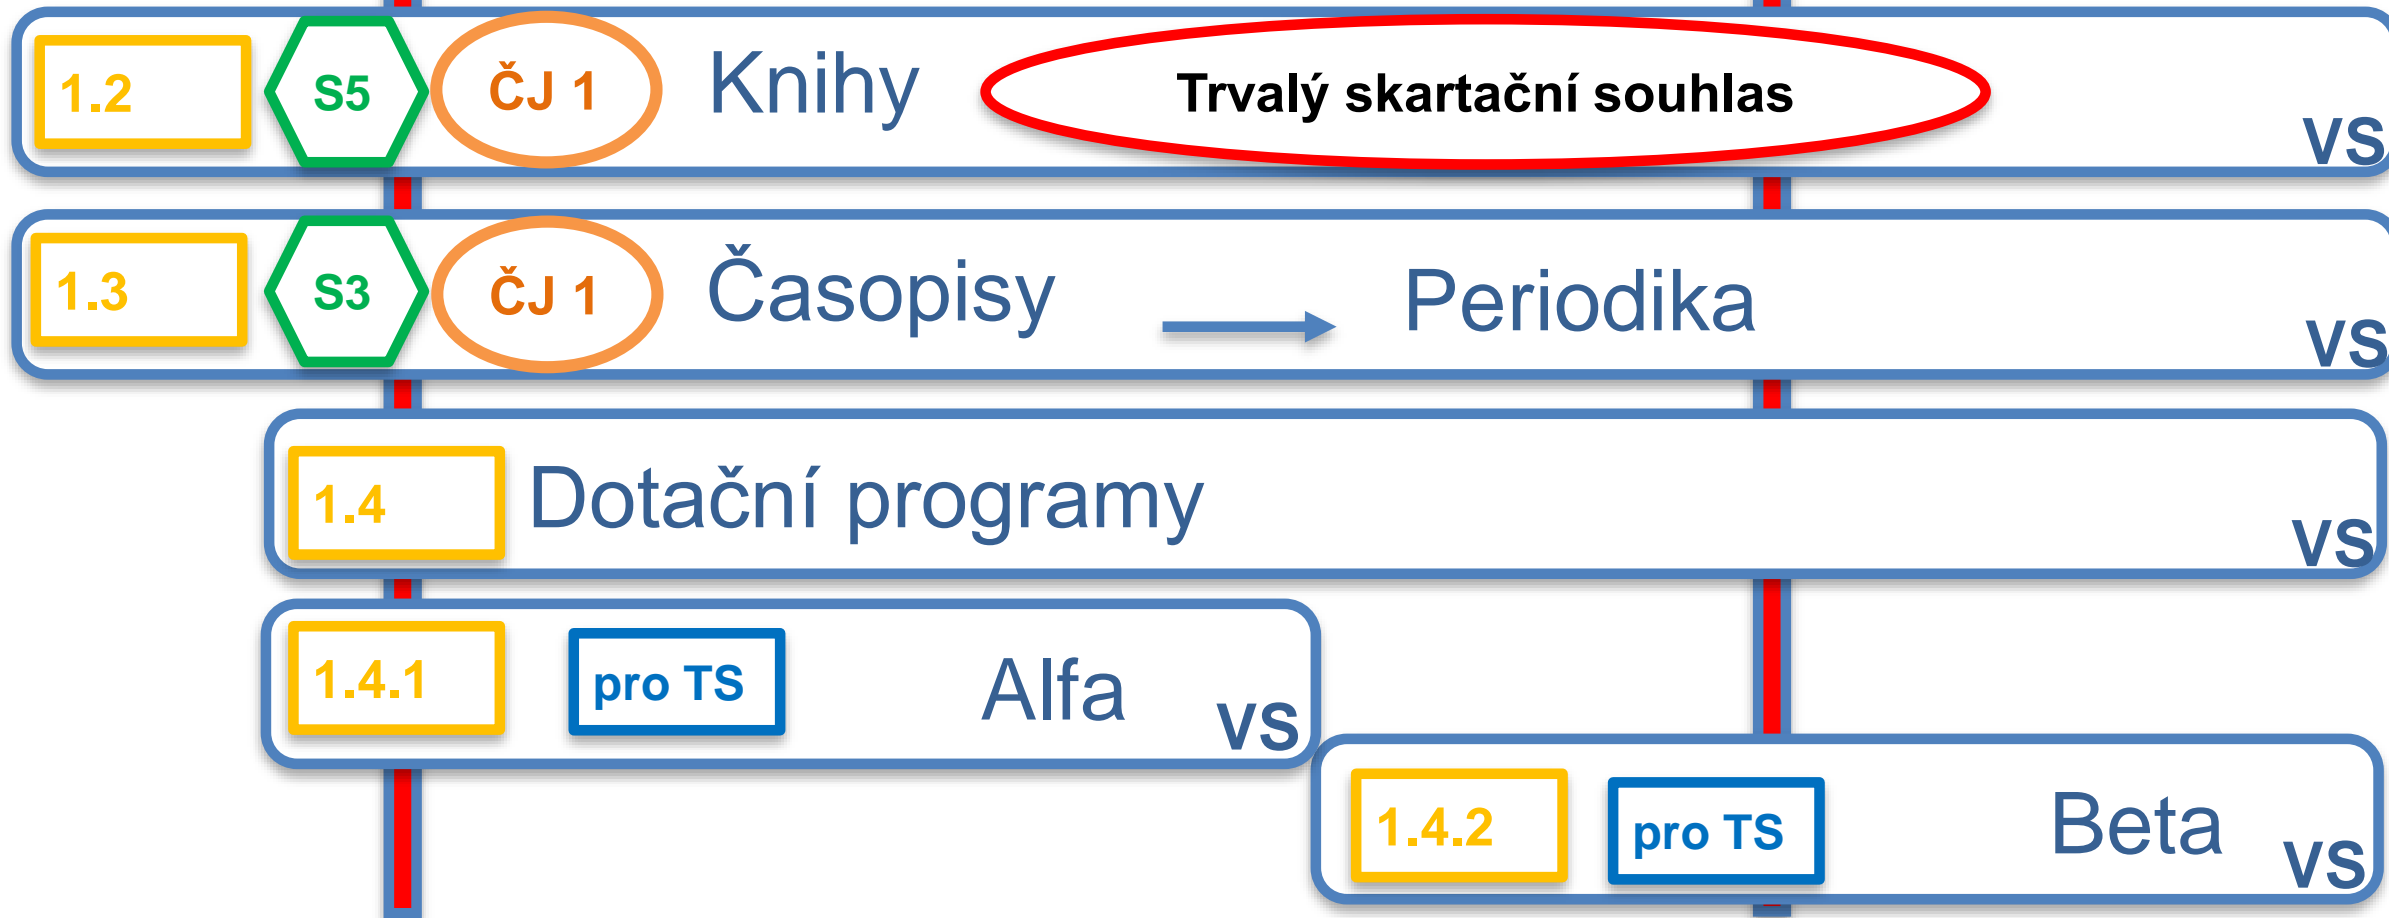 1.2 S5 ČJ 1 Knihy Trvalý skartační souhlas VS
1.3 S3 ČJ 1 Časopisy Periodika VS
1.4 Dotační programy VS
1.4.1 pro TS Alfa VS
1.4.2 pro TS Beta VS